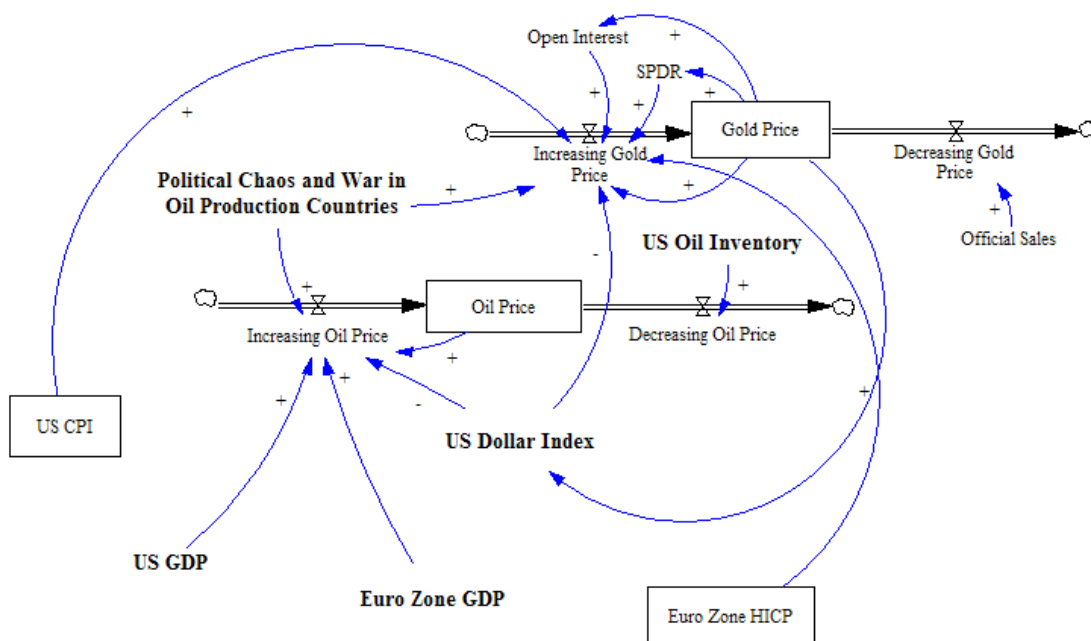 Open Interest
+
SPDR
+
+
+
+
Gold Price
Increasing Gold
Price
Decreasing Gold
Price
+
Political Chaos and War in
Oil Production Countries
+
+
+
Official Sales
US Oil Inventory
-
+
+
Oil Price
Increasing Oil Price
Decreasing Oil Price
+
+
+
-
+
US CPI
US Dollar Index
US GDP
Euro Zone GDP
Euro Zone HICP